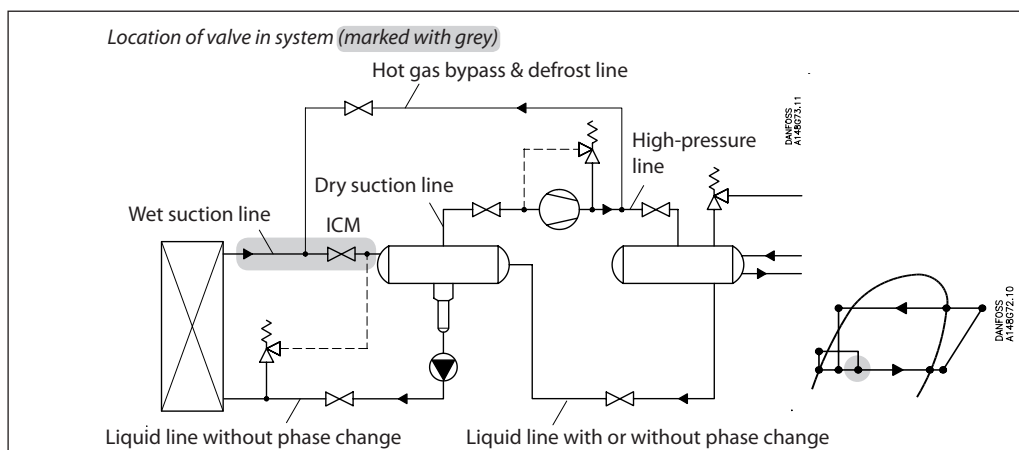 Location of valve in system (marked with grey)
Hot gas bypass & defrost line
DANFOSS
A148G73.11
High-pressure
line
Dry suction line
Wet suction line
ICM
DANFOSS
A148G72.10
Liquid line without phase change
Liquid line with or without phase change